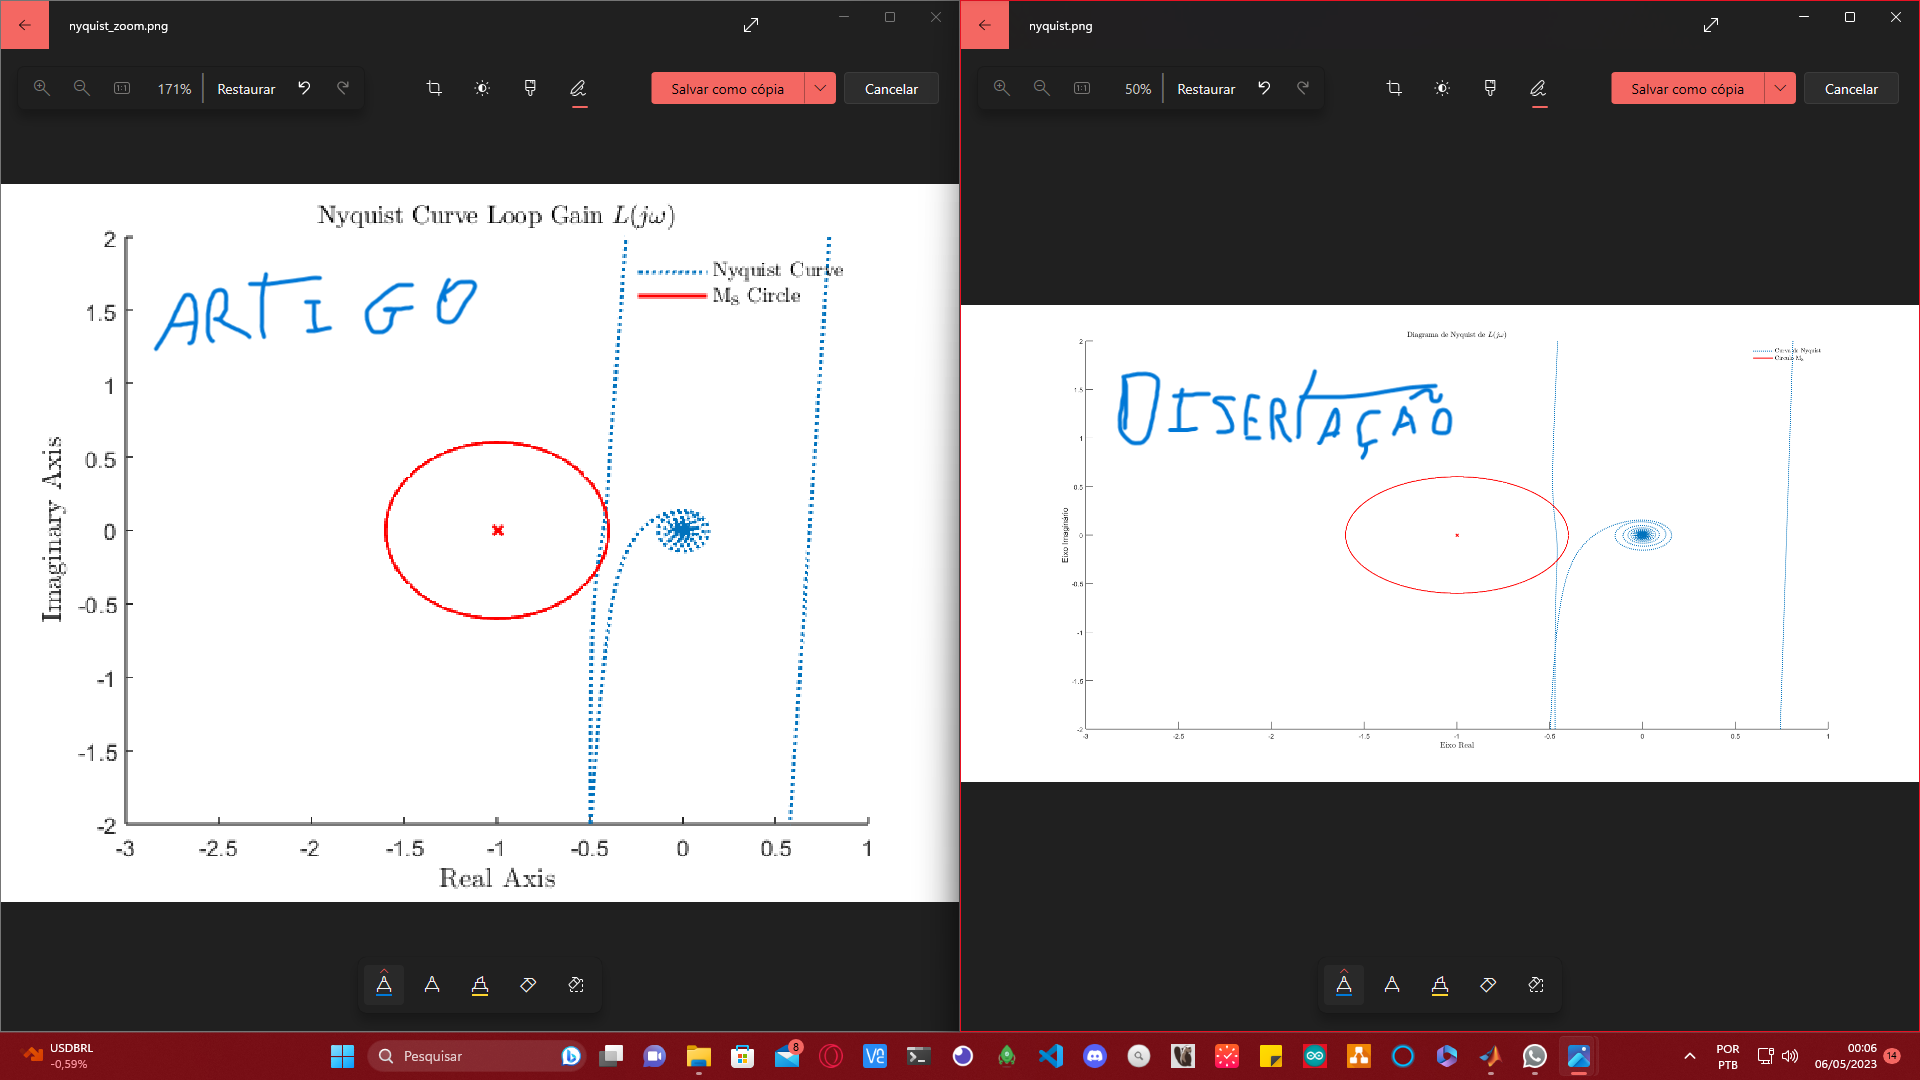 nyquist_zoom.png
171%
Restaurar
Salvar como cópia
Cancelar
Nyquist Curve Loop Gain L(jω)
ARTIGO
Nyquist Curve
M_S Circle
Imaginary Axis
2
1.5
1
0.5
0
-0.5
-1
-1.5
-2
-3 -2.5 -2 -1.5 -1 -0.5 0 0.5 1
Real Axis
nyquist.png
50%
Restaurar
Salvar como cópia
Cancelar
Diagrama de Nyquist de L(jω)
DISERTAÇÃO
Curva de Nyquist
Círculo M_S
Eixo Imaginário
2
1.5
1
0.5
0
-0.5
-1
-1.5
-2
-3 -2.5 -2 -1.5 -1 -0.5 0 0.5 1
Eixo Real
USDBRL
-0,59%
Pesquisar
8
POR
PTB
00:06
06/05/2023
14